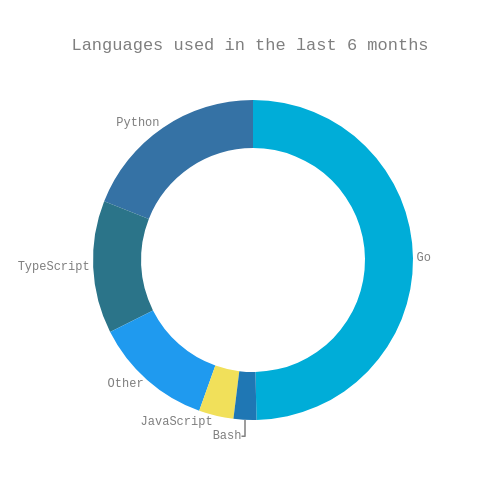 Languages used in the last 6 months
Python
Go
TypeScript
Other
JavaScript
Bash